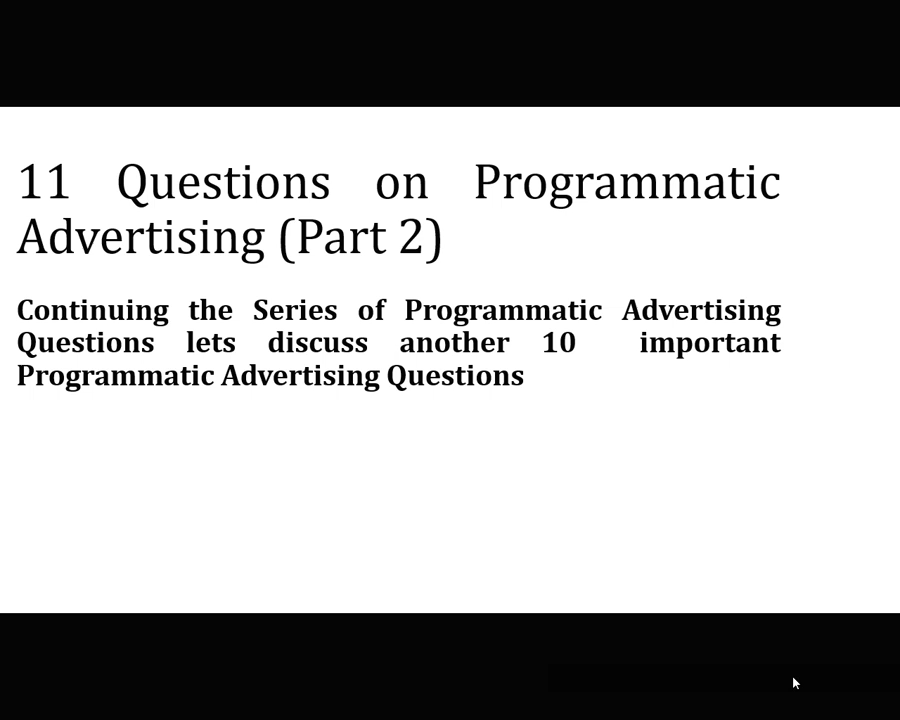 11 Questions on Programmatic
Advertising (Part 2)
Continuing the Series of Programmatic Advertising
Questions lets discuss another 10 important
Programmatic Advertising Questions